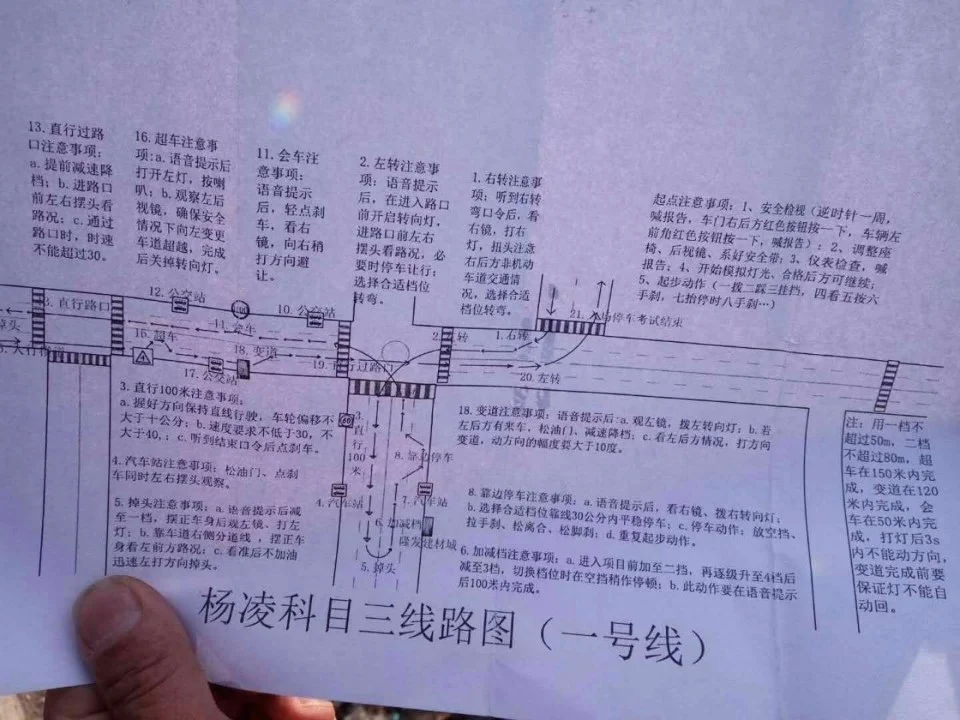 13.直行过路
口注意事项:
a.提前减速降
档;b.进路口
前左右摆头看
路况;c.通过
路口时,时速
不能超过30。
16.超车注意事
项:a.语音提示后
打开左灯,按喇
叭;b.观察左后
视镜,确保安全
情况下向左变更
车道超越,完成
后关掉转向灯。
11.会车注
意事项:
语音提示
后,轻点刹
车,看右
镜,向右稍
打方向避
让。
2.左转注意事
项:语音提示
后,在进入路口
前开启转向灯,
进路口前左右
摆头看路况,必
要时停车让行;
选择合适档位
转弯。
1.右转注意事
项:听到右转
弯口令后,看
右镜,打右
灯,扭头注意
右后方非机动
车道交通情
况,选择合适
档位转弯。
起点注意事项:1、安全检视(逆时针一周,
喊报告,车门右后方红色按钮按一下,车辆左
前角红色按钮按一下,喊报告);2、调整座
椅、后视镜、系好安全带;3、仪表检查,喊
报告;4、开始模拟灯光、合格后方可继续;
5、起步动作(一拨二踩三挂挡,四看五按六
手刹,七抬停时八手刹…)
12.公交站
10.公交站
3.直行路口
掉头
11.会车
16.超车
18.变道
17.公交站
19.直行过路口
2.左转
1.右转
20.左转
停车考试结束
3.直行100米注意事项:
a.握好方向保持直线行驶,车轮偏移不
大于十公分;b.速度要求不低于30,不
大于40,;c.听到结束口令后点刹车。
4.汽车站注意事项:松油门、点刹
车同时左右摆头观察。
5.掉头注意事项:a.语音提示后减
至一档,摆正车身后观左镜、打左
灯;b.靠车道右侧分道线,摆正车
身看左前方路况;c.看准后不加油
迅速左打方向掉头。
3.
直
行
100
米
8.靠边停车
4.汽车站
7.汽车站
6.加减档
隆发建材城
5.掉头
18.变道注意事项:语音提示后:a.观左镜,拨左转向灯;b.若
左后方有来车,松油门、减速降档;c.看左后方情况,打方向
变道,动方向的幅度要大于10度。
8.靠边停车注意事项:a.语音提示后,看右镜、拨右转向灯;
b.选择合适档位靠线30公分内平稳停车;c.停车动作:放空挡、
拉手刹、松离合、松脚刹;d.重复起步动作。
6.加减档注意事项:a.进入项目前加至二挡,再逐级升至4档后
减至3档,切换档位时在空挡稍作停顿;b.此动作要在语音提示
后100米内完成。
注:用一档不
超过50m,二档
不超过80m,超
车在150米内完
成,变道在120
米内完成,会
车在50米内完
成,打灯后3s
内不能动方向,
变道完成前要
保证灯不能自
动回。
杨凌科目三线路图(一号线)